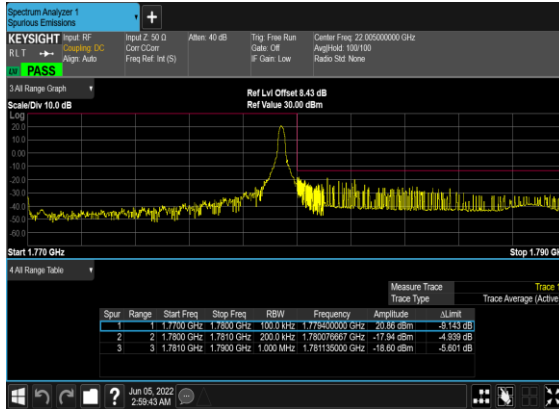 Spectrum Analyzer 1
Spurious Emissions
+
KEYSIGHT Input: RF Input Z: 50 Ω Atten: 40 dB Trig: Free Run Center Freq: 22.005000000 GHz
RLT Coupling: DC Corr CCorr Gate: Off Avg|Hold: 100/100
Align: Auto Freq Ref: Int (S) IF Gain: Low Radio Std: None
PASS
3 All Range Graph
Ref Lvl Offset 8.43 dB
Scale/Div 10.0 dB Ref Value 30.00 dBm
Log
20.0
10.0
0.00
-10.0
-20.0
-30.0
-40.0
-50.0
-60.0
Start 1.770 GHz Stop 1.790 GH
4 All Range Table
Measure Trace Trace 1
Trace Type Trace Average (Active
Spur Range Start Freq Stop Freq RBW Frequency Amplitude ΔLimit
1 1 1.7700 GHz 1.7800 GHz 100.0 kHz 1.779400000 GHz 20.86 dBm -9.143 dB
2 2 1.7800 GHz 1.7810 GHz 200.0 kHz 1.780076667 GHz -17.94 dBm -4.939 dB
3 3 1.7810 GHz 1.7900 GHz 1.000 MHz 1.781135000 GHz -18.60 dBm -5.601 dB
? Jun 05, 2022
2:59:43 AM